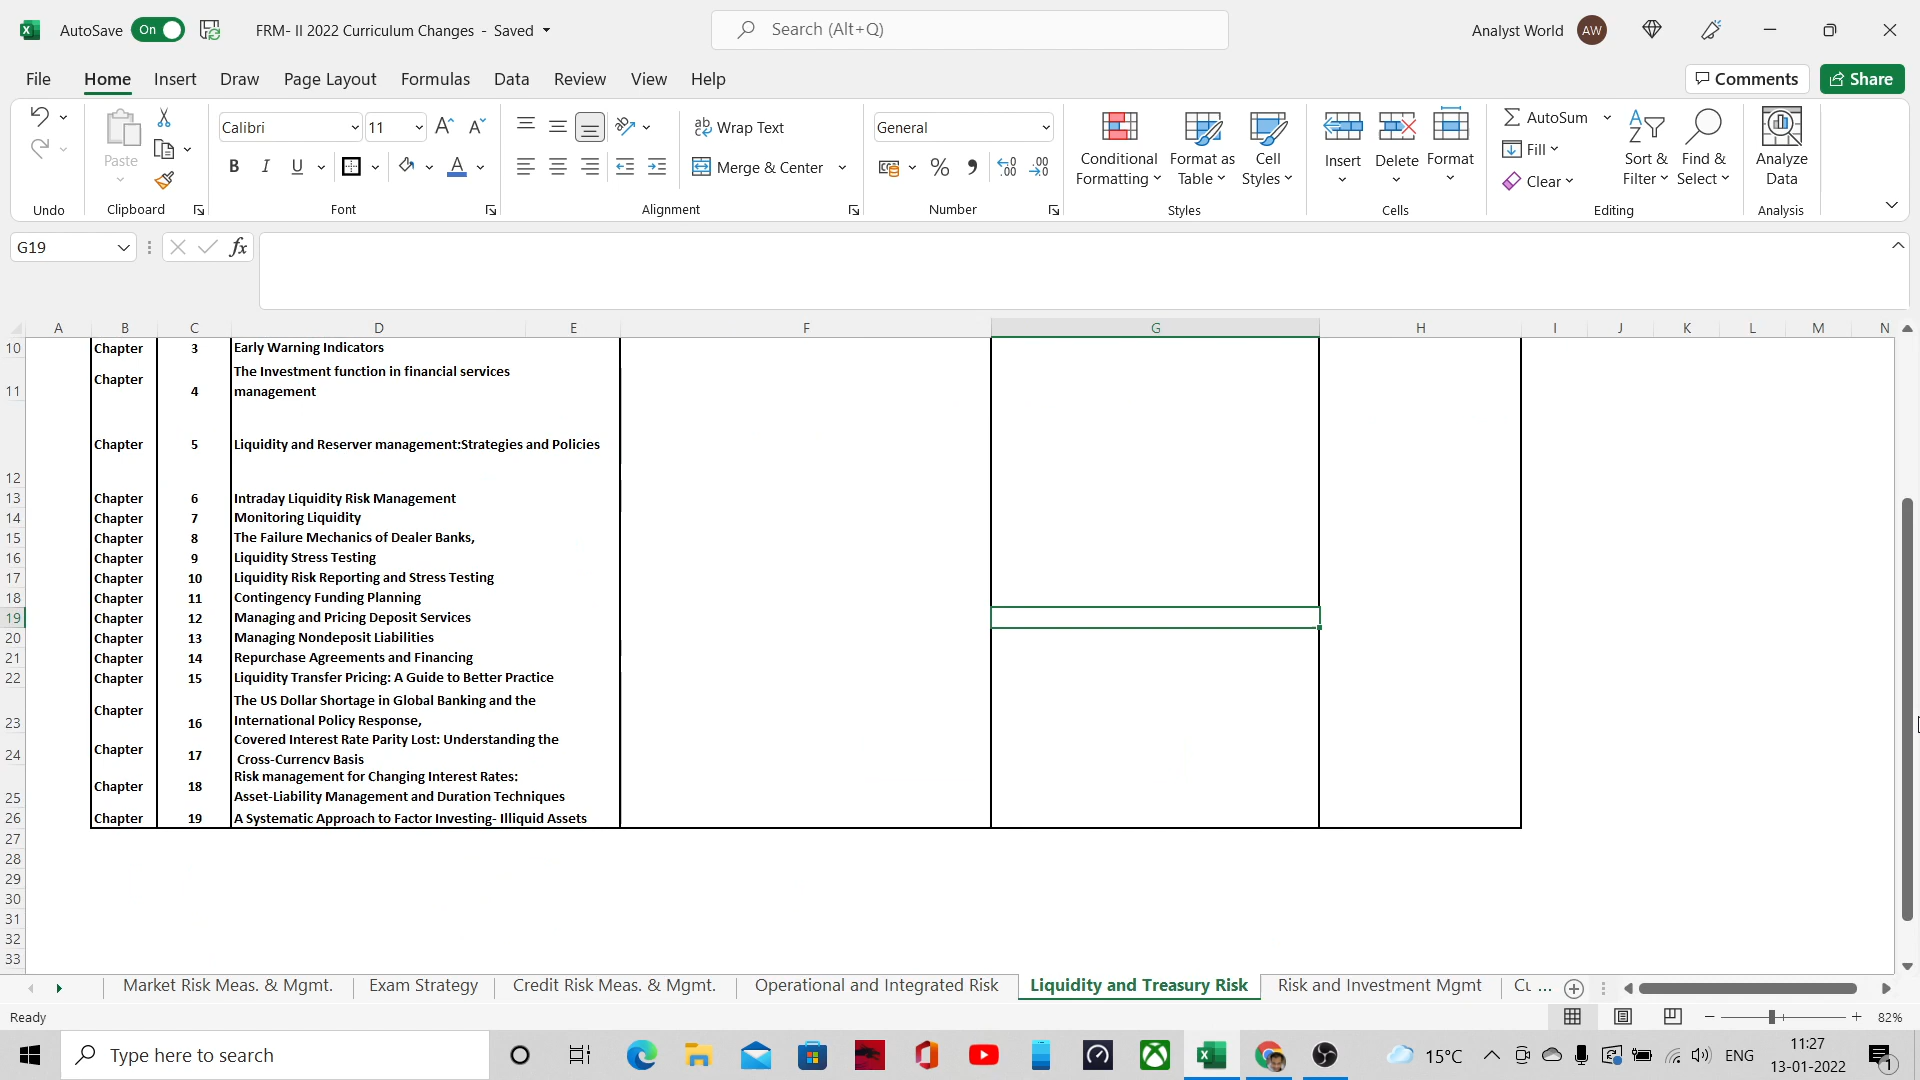 AutoSave On FRM- II 2022 Curriculum Changes - Saved Search (Alt+Q) Analyst World AW
File Home Insert Draw Page Layout Formulas Data Review View Help Comments Share
Undo
Paste
Clipboard
Calibri 11
B I U A
Font
ab Wrap Text
Merge & Center
Alignment
General
% , .00
Number
Conditional Formatting
Format as Table
Cell Styles
Styles
Insert Delete Format
Cells
AutoSum
Fill
Clear
Sort & Filter
Find & Select
Editing
Analyze Data
Analysis
G19 fx
A B C D E F G H I J K L M N
10 Chapter 3 Early Warning Indicators
11 Chapter 4 The Investment function in financial services
management
12 Chapter 5 Liquidity and Reserver management:Strategies and Policies
13 Chapter 6 Intraday Liquidity Risk Management
14 Chapter 7 Monitoring Liquidity
15 Chapter 8 The Failure Mechanics of Dealer Banks,
16 Chapter 9 Liquidity Stress Testing
17 Chapter 10 Liquidity Risk Reporting and Stress Testing
18 Chapter 11 Contingency Funding Planning
19 Chapter 12 Managing and Pricing Deposit Services
20 Chapter 13 Managing Nondeposit Liabilities
21 Chapter 14 Repurchase Agreements and Financing
22 Chapter 15 Liquidity Transfer Pricing: A Guide to Better Practice
23 Chapter 16 The US Dollar Shortage in Global Banking and the
International Policy Response,
24 Chapter 17 Covered Interest Rate Parity Lost: Understanding the
Cross-Currency Basis
25 Chapter 18 Risk management for Changing Interest Rates:
Asset-Liability Management and Duration Techniques
26 Chapter 19 A Systematic Approach to Factor Investing- Illiquid Assets
27
28
29
30
31
32
33
Market Risk Meas. & Mgmt. Exam Strategy Credit Risk Meas. & Mgmt. Operational and Integrated Risk Liquidity and Treasury Risk Risk and Investment Mgmt Cu ...
Ready 82%
Type here to search 15°C ENG 11:27
13-01-2022 1